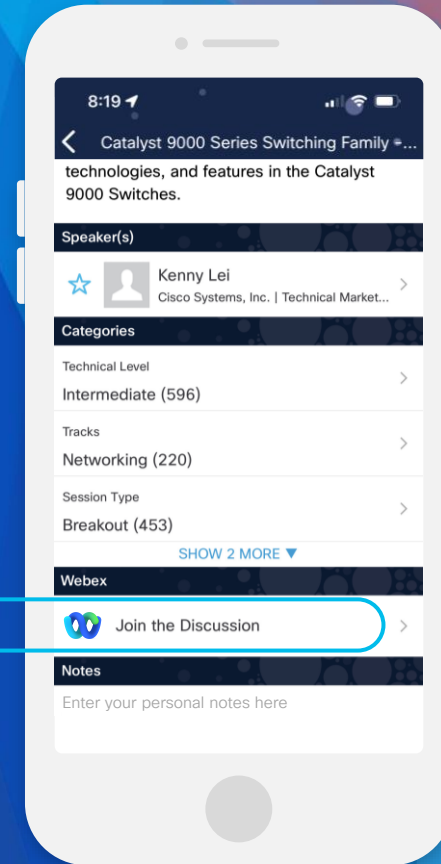 8:19
Catalyst 9000 Series Switching Family -...
technologies, and features in the Catalyst
9000 Switches.
Speaker(s)
Kenny Lei
Cisco Systems, Inc. | Technical Market...
Categories
Technical Level
Intermediate (596)
Tracks
Networking (220)
Session Type
Breakout (453)
SHOW 2 MORE ▼
Webex
Join the Discussion
Notes
Enter your personal notes here